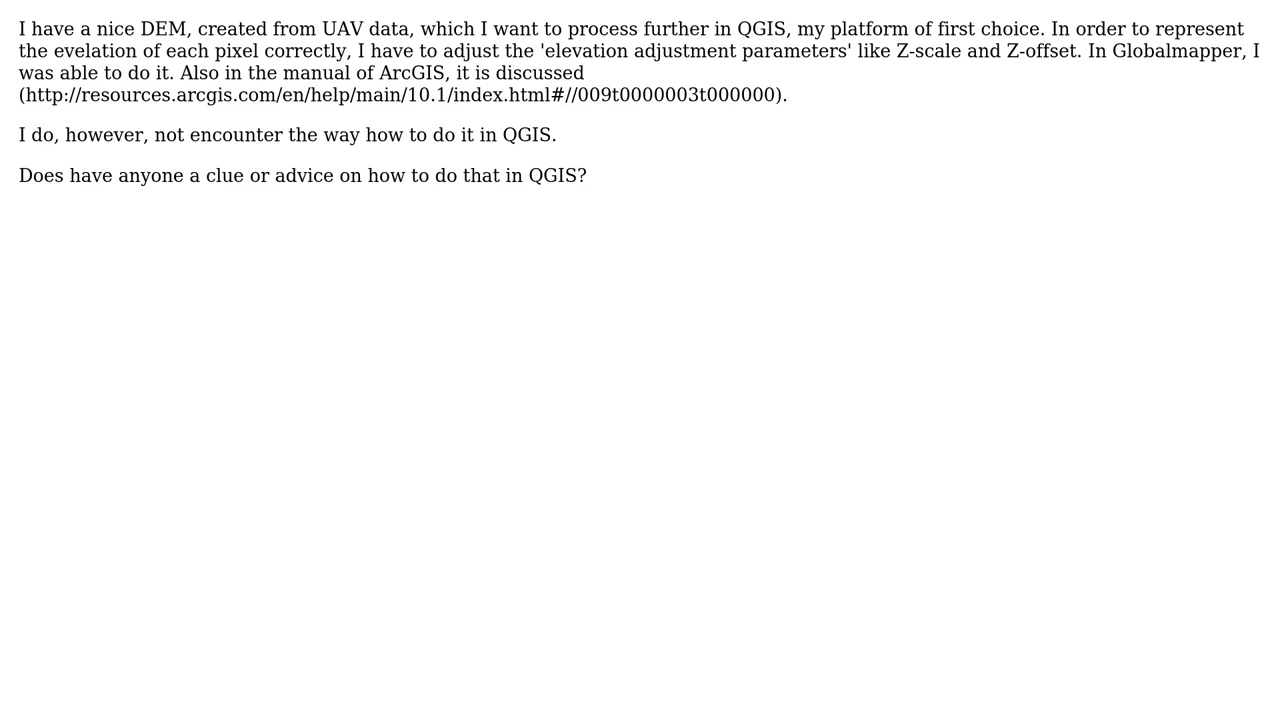 I have a nice DEM, created from UAV data, which I want to process further in QGIS, my platform of first choice. In order to represent
the evelation of each pixel correctly, I have to adjust the 'elevation adjustment parameters' like Z-scale and Z-offset. In Globalmapper, I
was able to do it. Also in the manual of ArcGIS, it is discussed
(http://resources.arcgis.com/en/help/main/10.1/index.html#//009t0000003t000000).
I do, however, not encounter the way how to do it in QGIS.
Does have anyone a clue or advice on how to do that in QGIS?